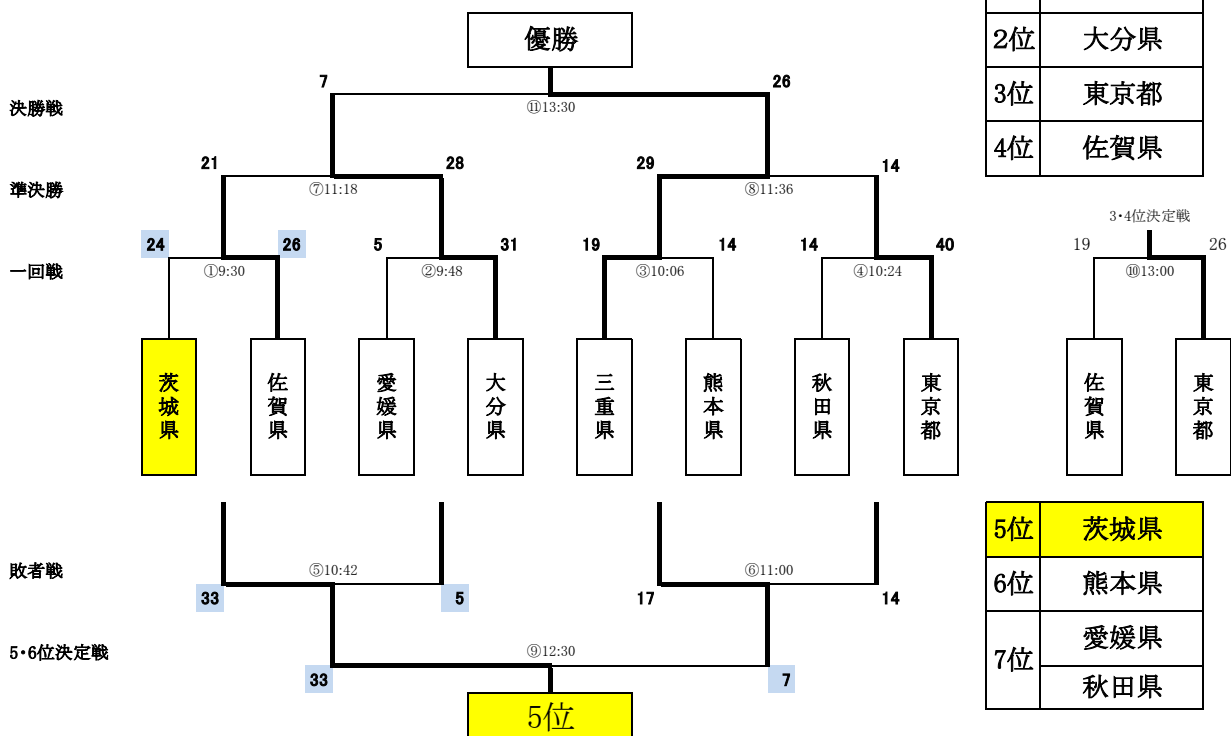 優勝
2位 大分県
7 26
決勝戦 ⑪13:30
3位 東京都
4位 佐賀県
21 28 29 14
準決勝 ⑦11:18 ⑧11:36
3・4位決定戦
24 26 5 31 19 14 14 40 19 26
一回戦 ①9:30 ②9:48 ③10:06 ④10:24 ⑩13:00
茨城県 佐賀県 愛媛県 大分県 三重県 熊本県 秋田県 東京都 佐賀県 東京都
5位 茨城県
敗者戦 ⑤10:42 ⑥11:00
6位 熊本県
33 5 17 14
7位 愛媛県
秋田県
5・6位決定戦 ⑨12:30
33 7
5位